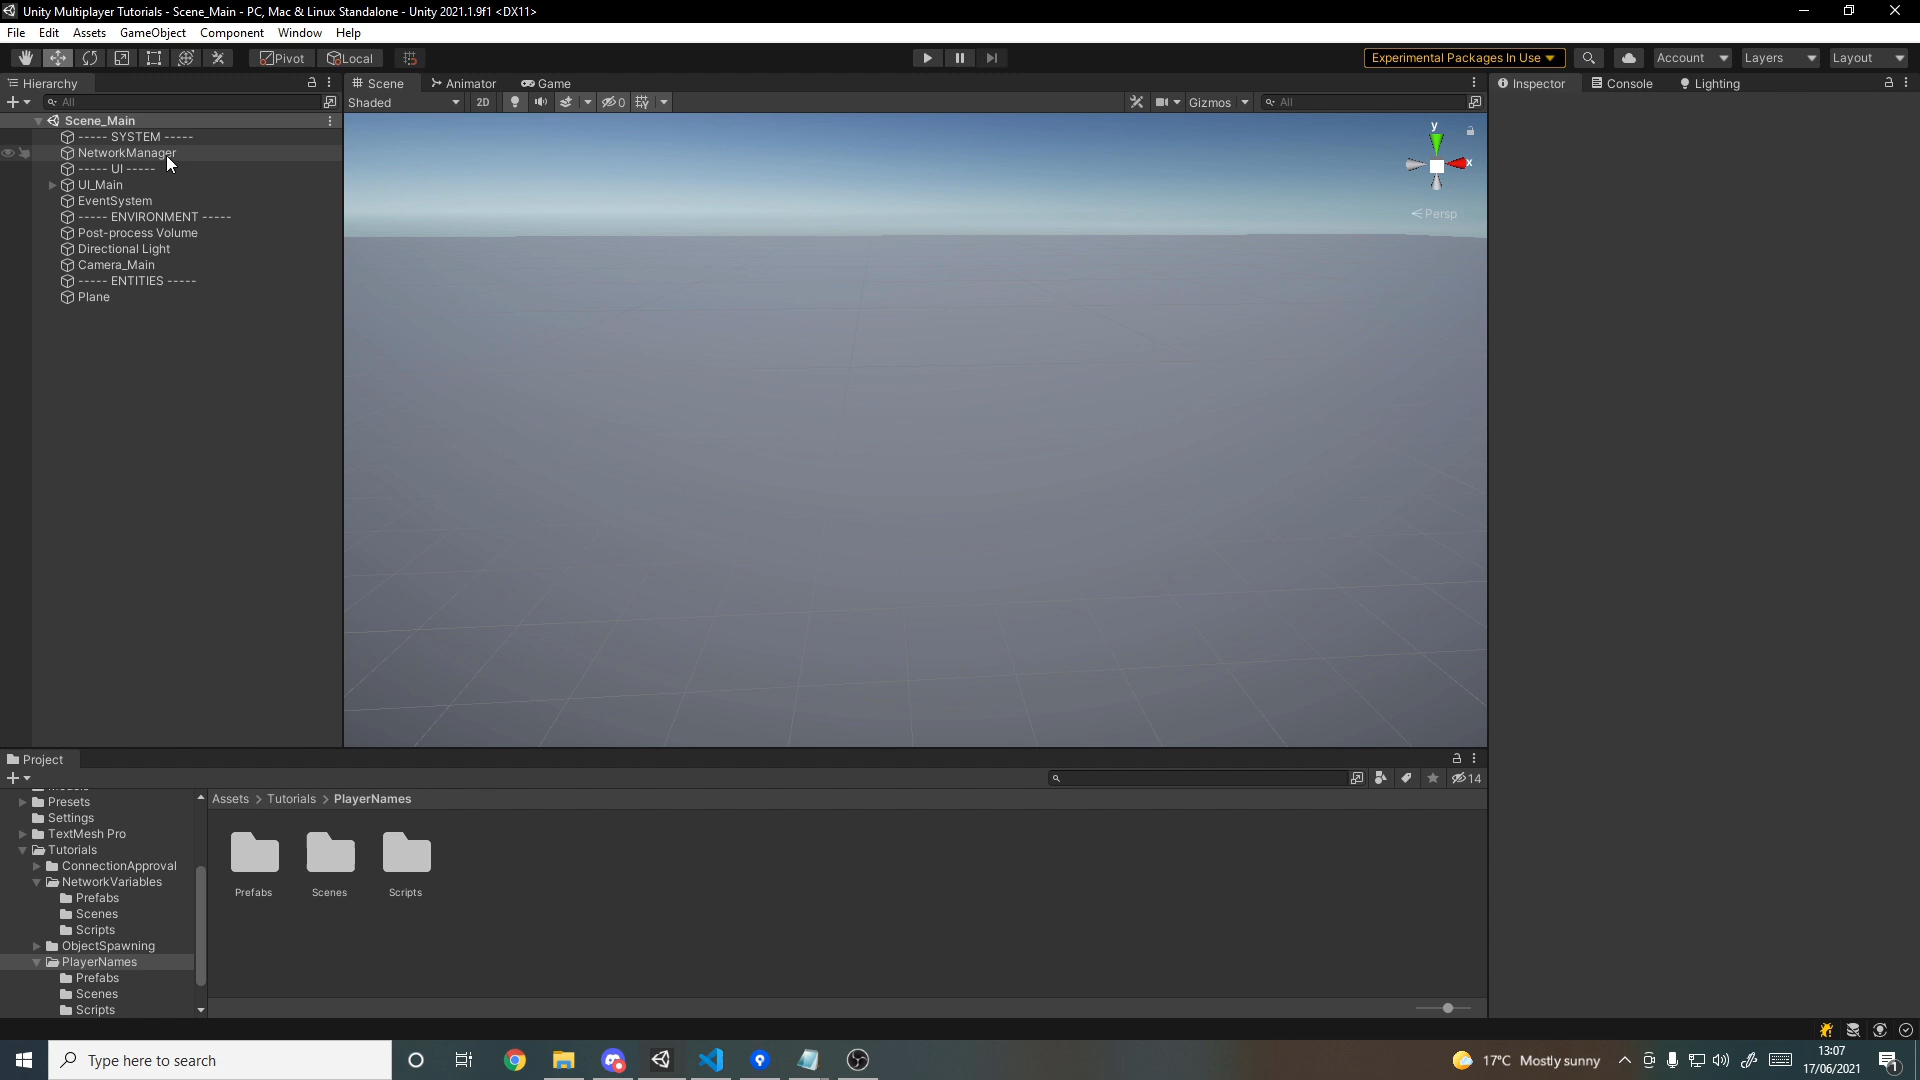 Unity Multiplayer Tutorials - Scene_Main - PC, Mac & Linux Standalone - Unity 2021.1.9f1 <DX11>
File Edit Assets GameObject Component Window Help
Pivot Local Experimental Packages In Use Account Layers Layout
Hierarchy Scene Animator Game Inspector Console Lighting
All Shaded 2D 0 Gizmos All
Scene_Main
----- SYSTEM -----
NetworkManager
----- UI -----
UI_Main
EventSystem
----- ENVIRONMENT -----
Post-process Volume
Directional Light
Camera_Main
----- ENTITIES -----
Plane
y
x
Persp
Project
14
Presets
Settings
TextMesh Pro
Tutorials
ConnectionApproval
NetworkVariables
Prefabs
Scenes
Scripts
ObjectSpawning
PlayerNames
Prefabs
Scenes
Scripts
Assets > Tutorials > PlayerNames
Prefabs Scenes Scripts
Type here to search
17°C Mostly sunny
13:07
17/06/2021
1